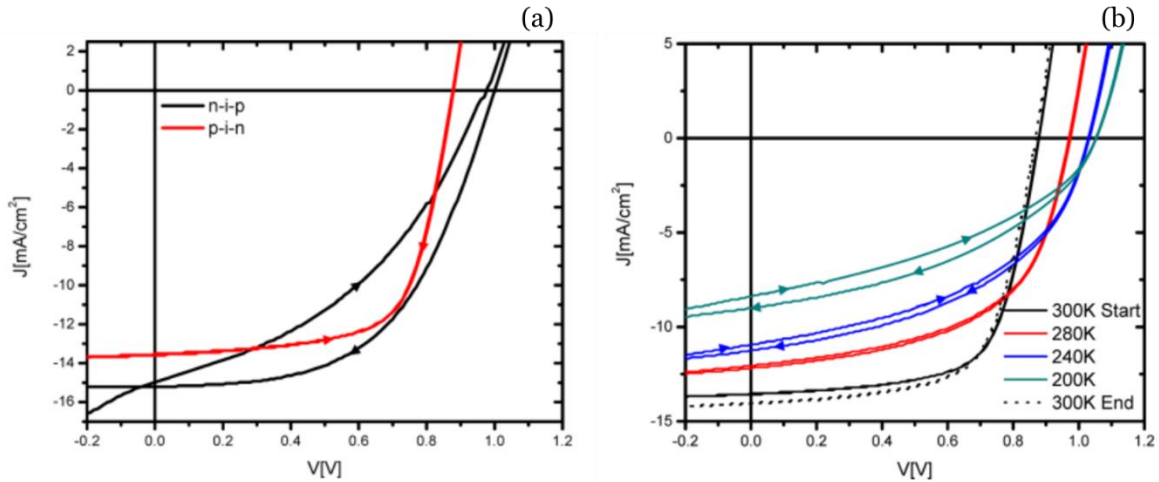 (a)
2
0
-2
-4
-6
-8
-10
-12
-14
-16
J[mA/cm²]
n-i-p
p-i-n
-0.2 0.0 0.2 0.4 0.6 0.8 1.0 1.2
V[V]
(b)
5
0
-5
-10
-15
J[mA/cm²]
300K Start
280K
240K
200K
300K End
-0.2 0.0 0.2 0.4 0.6 0.8 1.0 1.2
V[V]